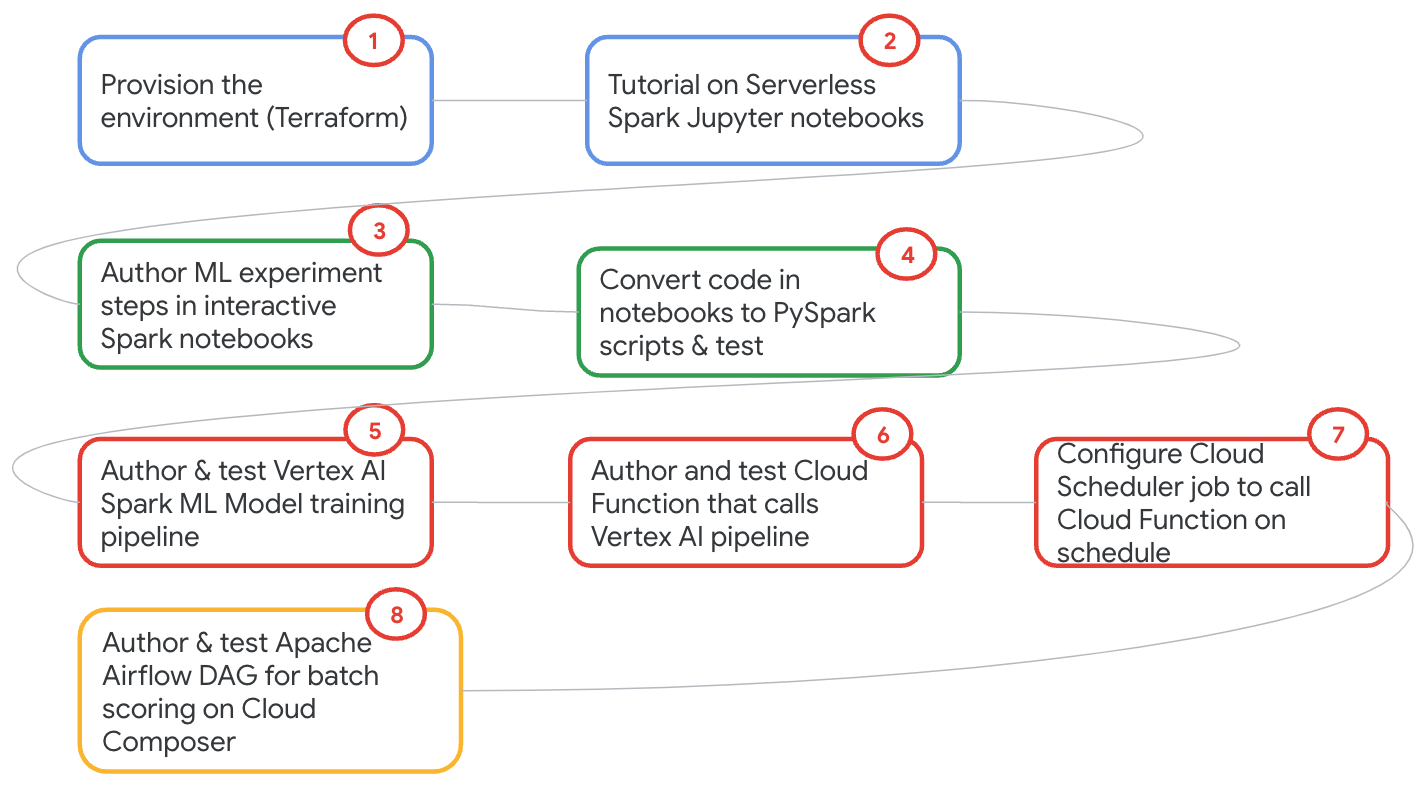 1
Provision the
environment (Terraform)
2
Tutorial on Serverless
Spark Jupyter notebooks
3
Author ML experiment
steps in interactive
Spark notebooks
4
Convert code in
notebooks to PySpark
scripts & test
5
Author & test Vertex AI
Spark ML Model training
pipeline
6
Author and test Cloud
Function that calls
Vertex AI pipeline
7
Configure Cloud
Scheduler job to call
Cloud Function on
schedule
8
Author & test Apache
Airflow DAG for batch
scoring on Cloud
Composer